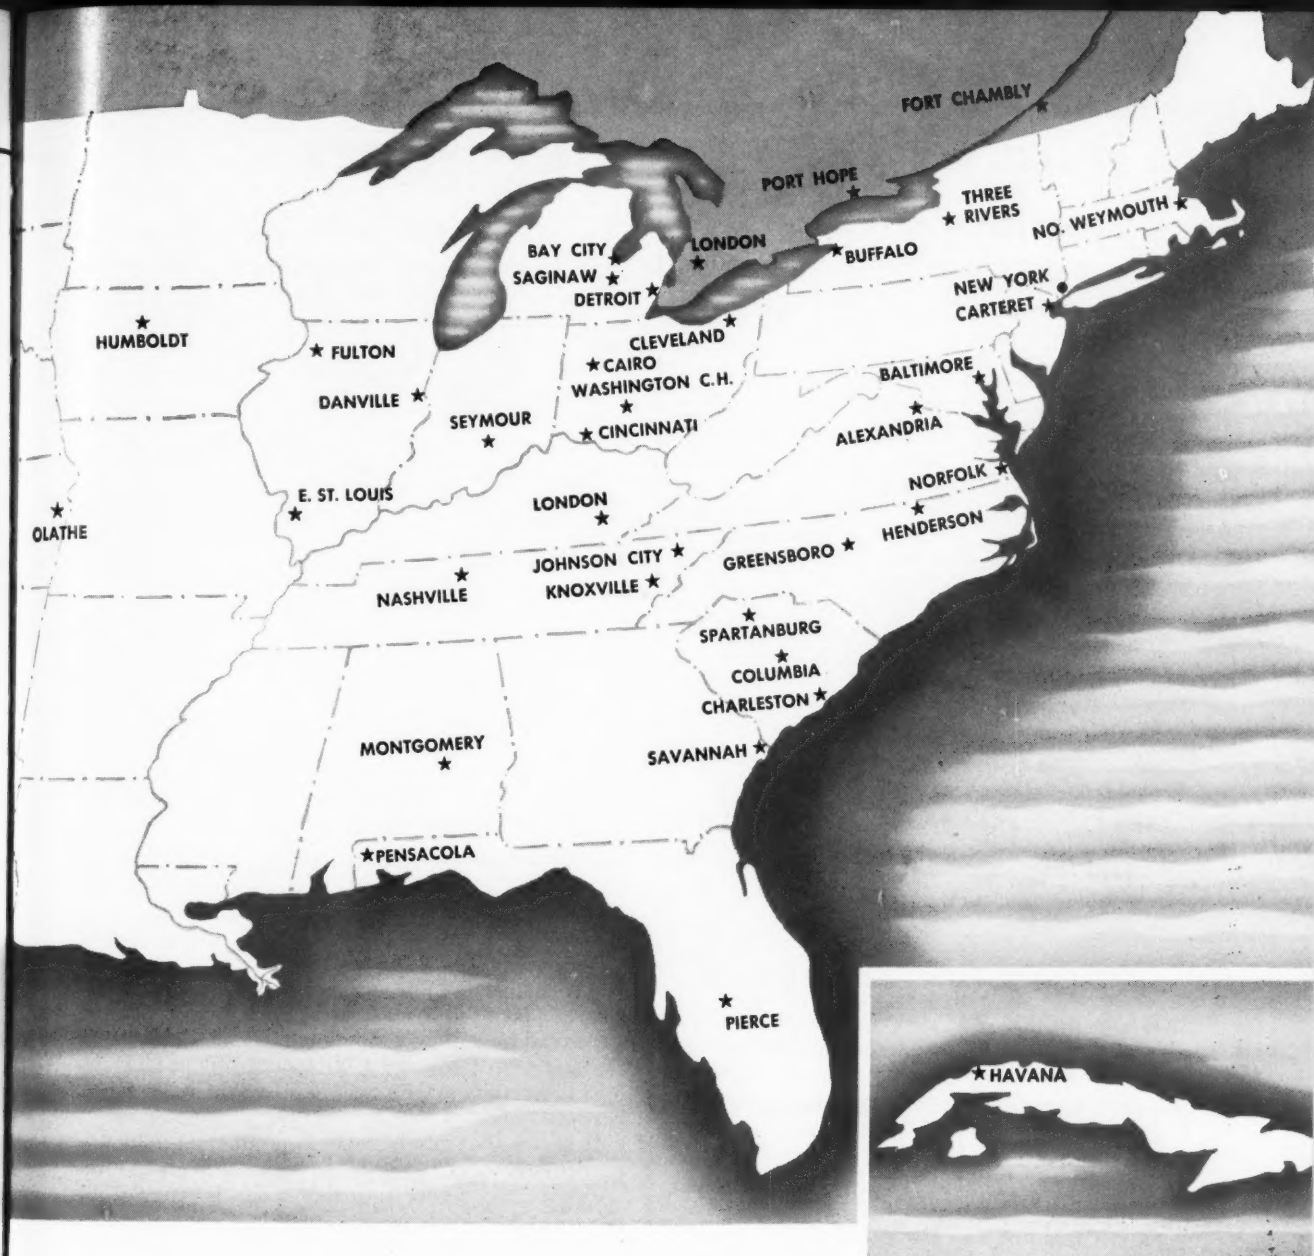 FORT CHAMBLY
PORT HOPE
THREE
RIVERS
NO. WEYMOUTH
BAY CITY
LONDON
BUFFALO
SAGINAW
DETROIT
NEW YORK
CARTERET
HUMBOLDT
FULTON
CLEVELAND
CAIRO
BALTIMORE
WASHINGTON C.H.
DANVILLE
SEYMOUR
CINCINNATI
ALEXANDRIA
NORFOLK
E. ST. LOUIS
LONDON
HENDERSON
OLATHE
JOHNSON CITY
GREENSBORO
NASHVILLE
KNOXVILLE
SPARTANBURG
COLUMBIA
CHARLESTON
MONTGOMERY
SAVANNAH
PENSACOLA
PIERCE
HAVANA